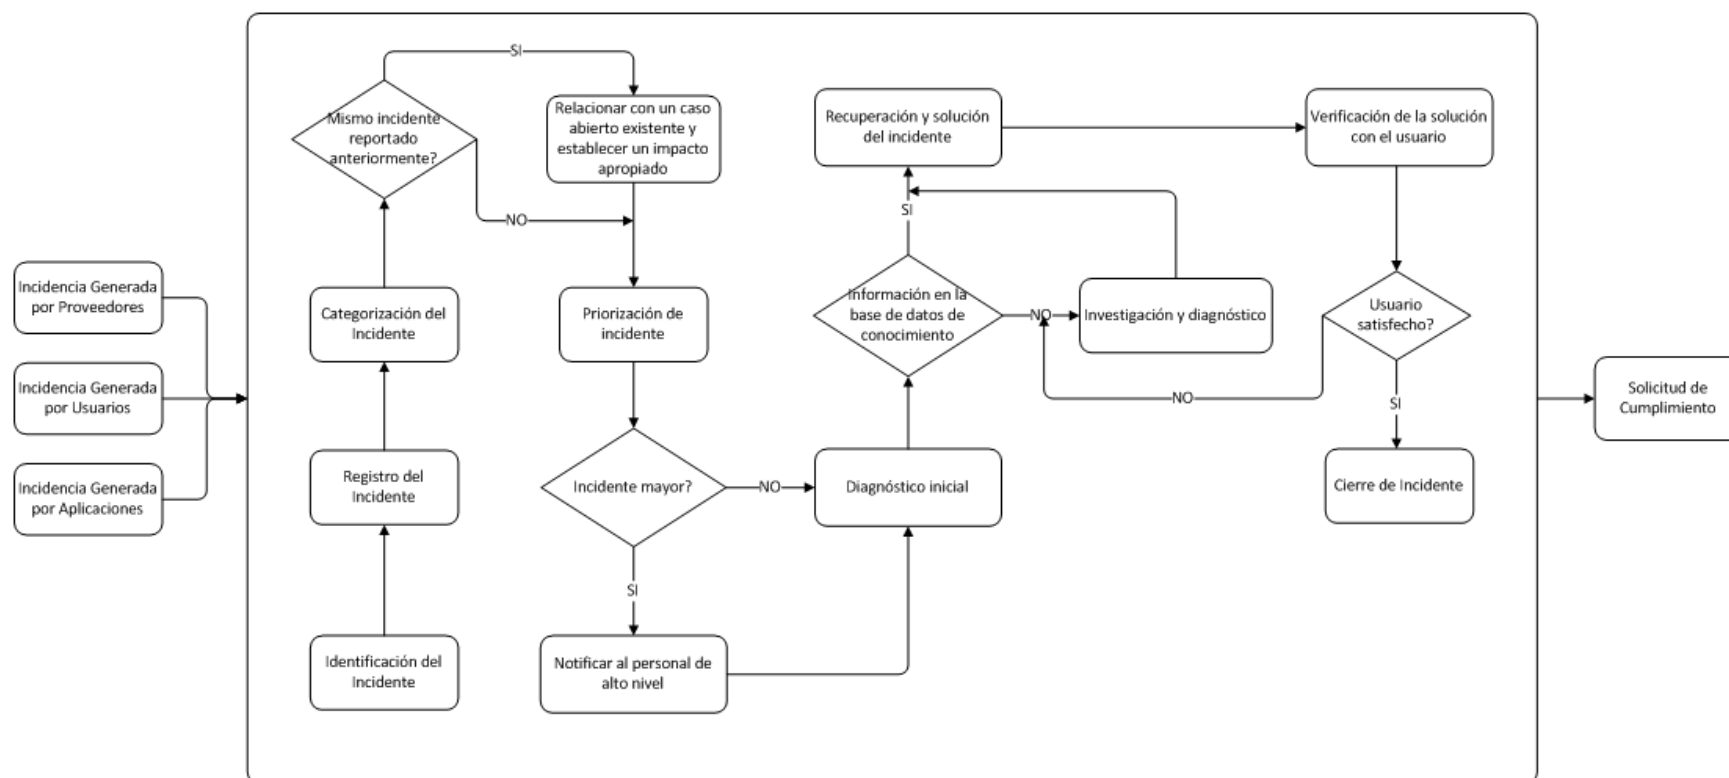 Incidencia Generada
por Proveedores
Incidencia Generada
por Usuarios
Incidencia Generada
por Aplicaciones
SI
Mismo incidente
reportado
anteriormente?
Relacionar con un caso
abierto existente y
establecer un impacto
apropiado
NO
Categorización del
Incidente
Registro del
Incidente
Identificación del
Incidente
Priorización de
incidente
Incidente mayor?
NO
SI
Notificar al personal de
alto nivel
Recuperación y solución
del incidente
SI
Información en la
base de datos de
conocimiento
NO
Investigación y diagnóstico
Diagnóstico inicial
Verificación de la solución
con el usuario
Usuario
satisfecho?
NO
SI
Cierre de Incidente
Solicitud de
Cumplimiento